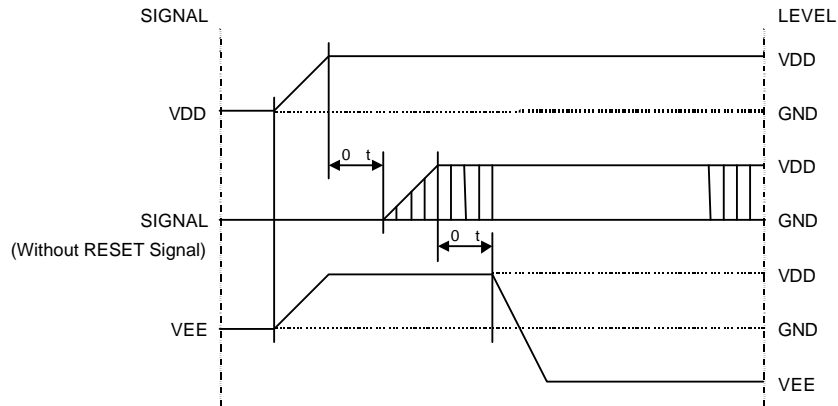 SIGNAL LEVEL
VDD
VDD GND
0 t VDD
SIGNAL GND
(Without RESET Signal) 0 t
VDD
VEE GND
VEE